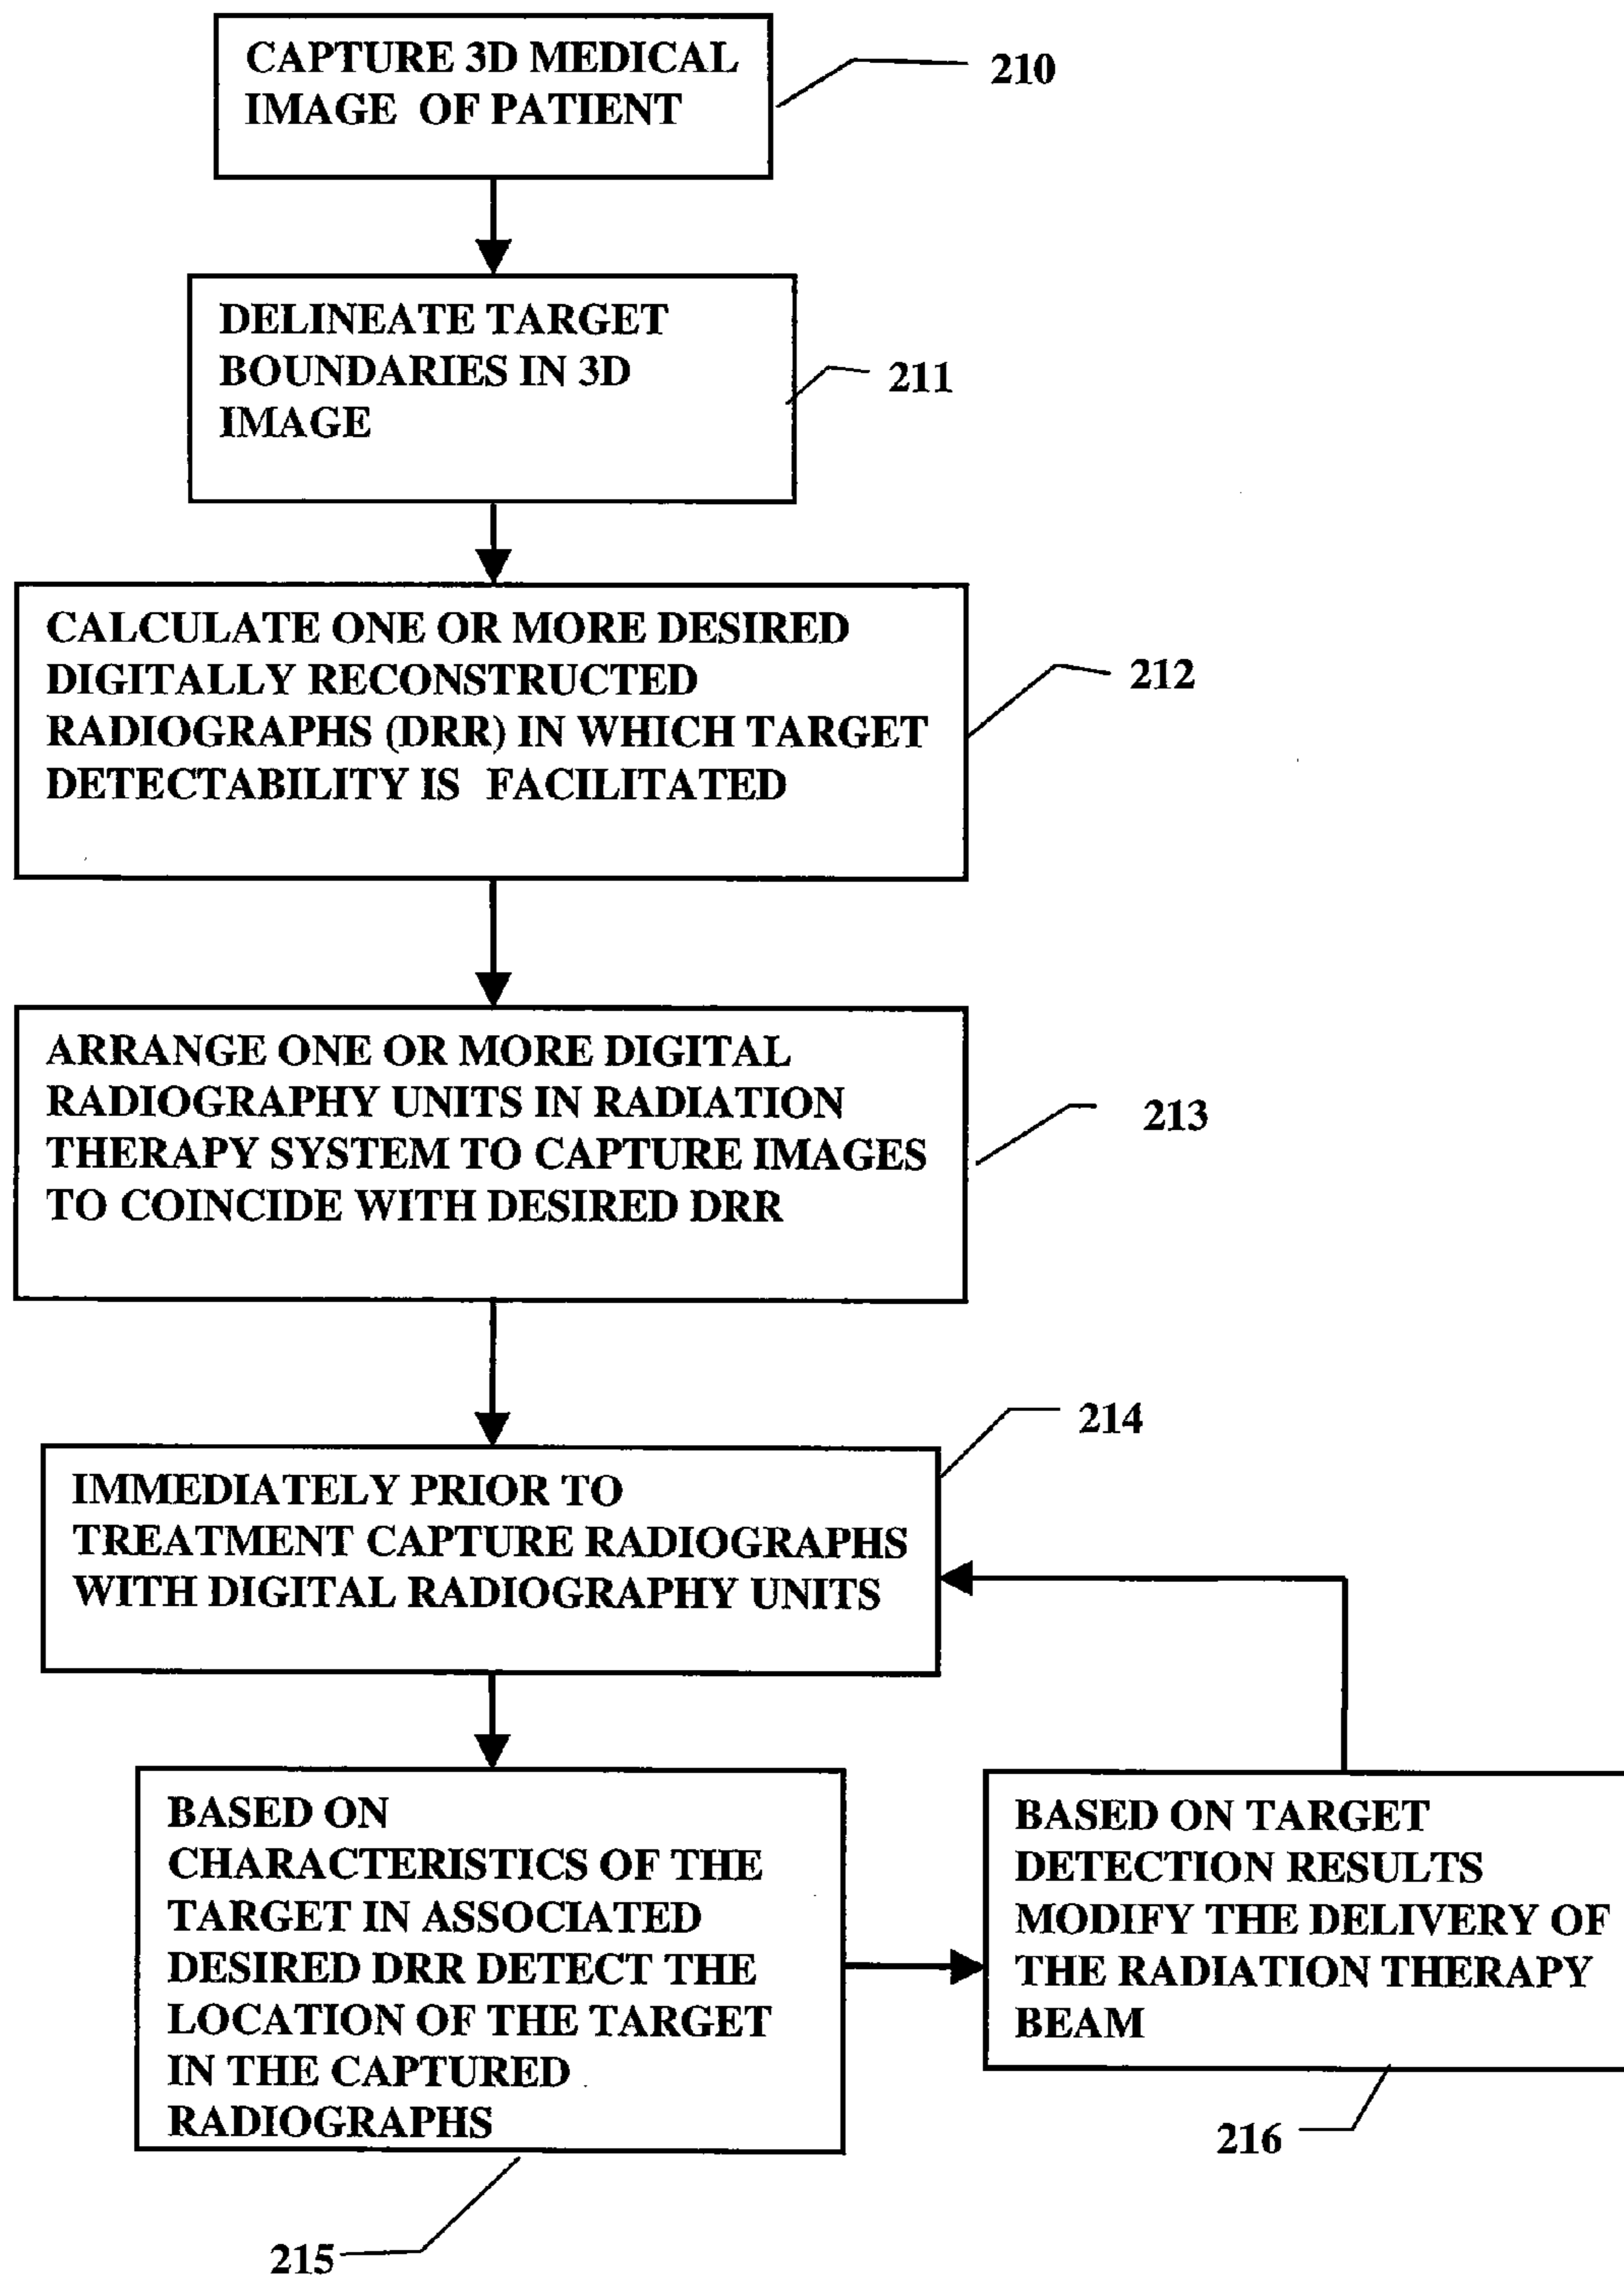 CAPTURE 3D MEDICAL
IMAGE OF PATIENT
210
DELINEATE TARGET
BOUNDARIES IN 3D
IMAGE
211
CALCULATE ONE OR MORE DESIRED
DIGITALLY RECONSTRUCTED
RADIOGRAPHS (DRR) IN WHICH TARGET
DETECTABILITY IS FACILITATED
212
ARRANGE ONE OR MORE DIGITAL
RADIOGRAPHY UNITS IN RADIATION
THERAPY SYSTEM TO CAPTURE IMAGES
TO COINCIDE WITH DESIRED DRR
213
IMMEDIATELY PRIOR TO
TREATMENT CAPTURE RADIOGRAPHS
WITH DIGITAL RADIOGRAPHY UNITS
214
BASED ON
CHARACTERISTICS OF THE
TARGET IN ASSOCIATED
DESIRED DRR DETECT THE
LOCATION OF THE TARGET
IN THE CAPTURED
RADIOGRAPHS
215
BASED ON TARGET
DETECTION RESULTS
MODIFY THE DELIVERY OF
THE RADIATION THERAPY
BEAM
216